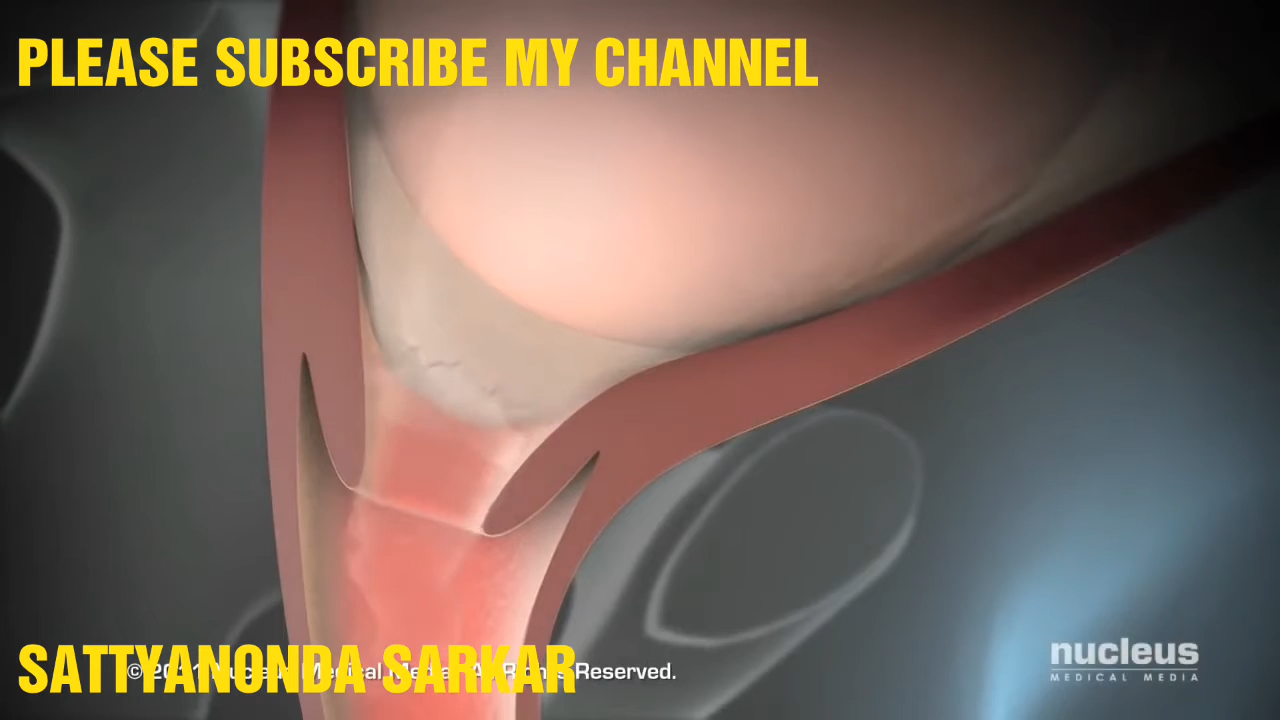 PLEASE SUBSCRIBE MY CHANNEL
SATTYANONDA SARKAR
Reserved.
nucleus
MEDICAL MEDIA